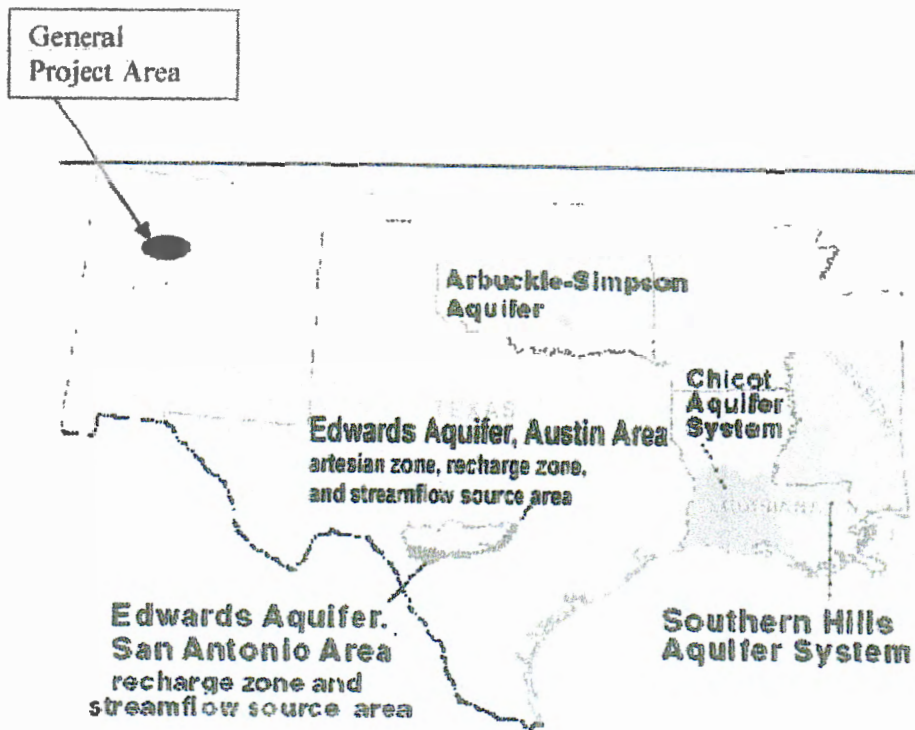 General
Project Area
Arbuckle-Simpson
Aquifer
Chicot
Aquifer
System
TEXAS
Edwards Aquifer, Austin Area
artesian zone, recharge zone,
and streamflow source area
Edwards Aquifer.
San Antonio Area
recharge zone and
streamflow source area
Southern Hills
Aquifer System